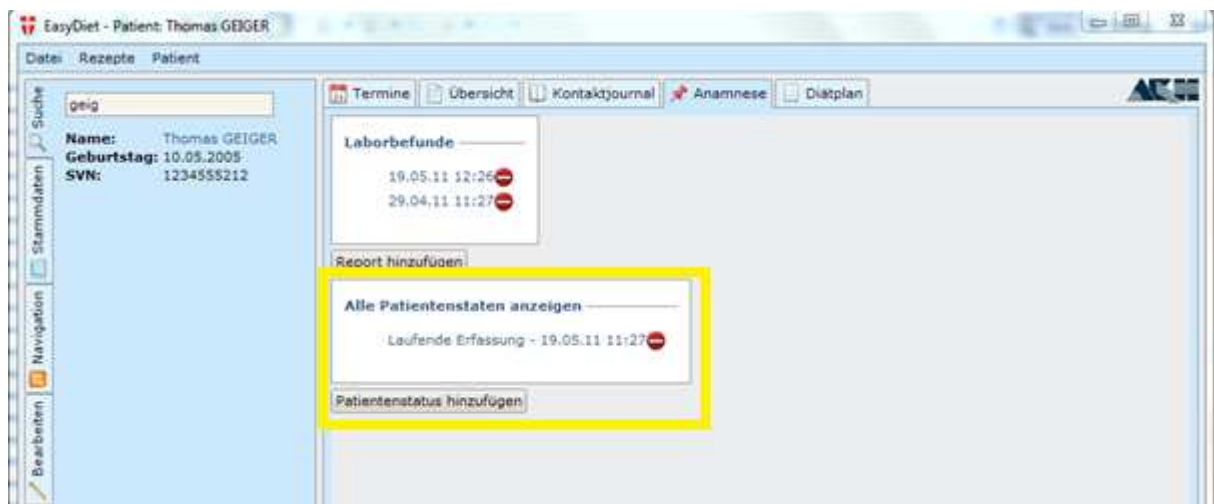 EasyDiet - Patient: Thomas GEIGER
Datei Rezepte Patient
Suche
Stammdaten
Navigation
Bearbeiten
geig
Name: Thomas GEIGER
Geburtstag: 10.05.2005
SVN: 1234555212
Termine Übersicht Kontaktjournal Anamnese Diätplan
Laborbefunde
19.05.11 12:26
29.04.11 11:27
Report hinzufügen
Alle Patientenstaten anzeigen
Laufende Erfassung - 19.05.11 11:27
Patientenstatus hinzufügen